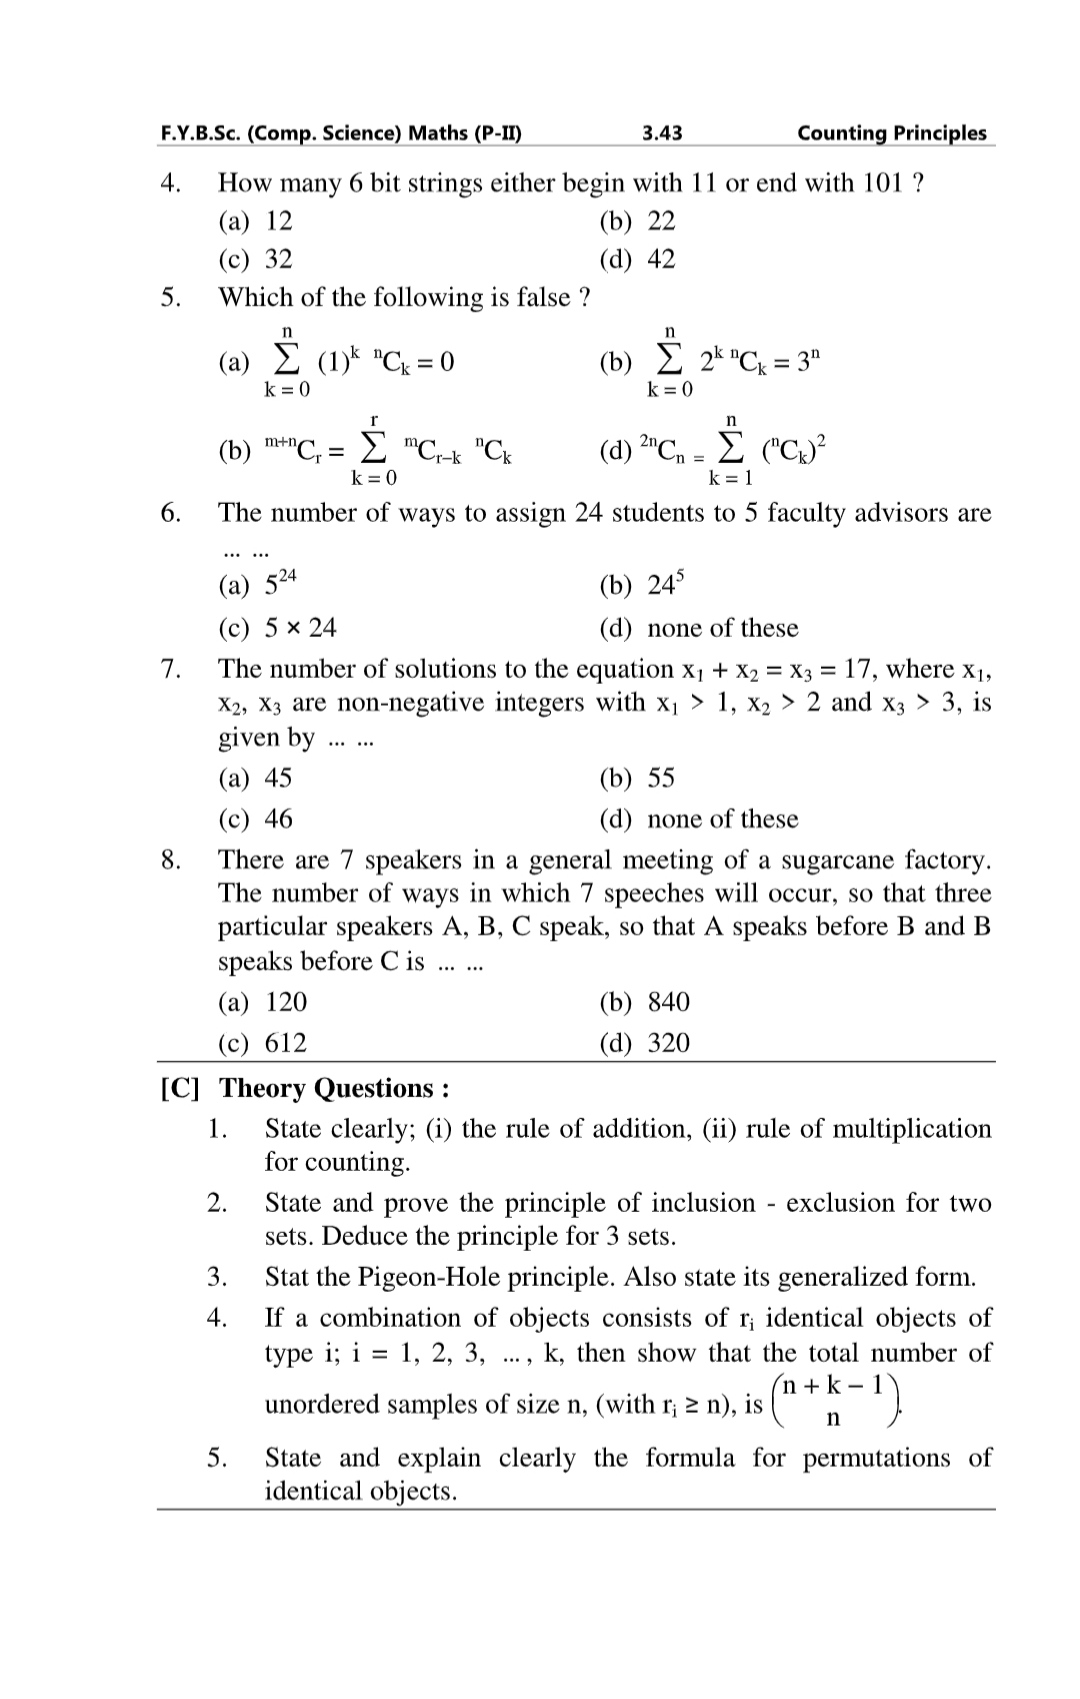 F.Y.B.Sc. (Comp. Science) Maths (P-II) 3.43 Counting Principles
4. How many 6 bit strings either begin with 11 or end with 101 ?
(a) 12 (b) 22
(c) 32 (d) 42
5. Which of the following is false ?
(a) $\sum_{k = 0}^{n} (1)^k \ {}^nC_k = 0$ (b) $\sum_{k = 0}^{n} 2^k \ {}^nC_k = 3^n$
(b) ${}^{m+n}C_r = \sum_{k = 0}^{r} {}^mC_{r–k} \ {}^nC_k$ (d) ${}^{2n}C_n = \sum_{k = 1}^{n} ({}^nC_k)^2$
6. The number of ways to assign 24 students to 5 faculty advisors are
... ...
(a) $5^{24}$ (b) $24^5$
(c) 5 × 24 (d) none of these
7. The number of solutions to the equation $x_1 + x_2 = x_3 = 17$, where $x_1$,
$x_2$, $x_3$ are non-negative integers with $x_1 > 1$, $x_2 > 2$ and $x_3 > 3$, is
given by ... ...
(a) 45 (b) 55
(c) 46 (d) none of these
8. There are 7 speakers in a general meeting of a sugarcane factory.
The number of ways in which 7 speeches will occur, so that three
particular speakers A, B, C speak, so that A speaks before B and B
speaks before C is ... ...
(a) 120 (b) 840
(c) 612 (d) 320
[C] Theory Questions :
1. State clearly; (i) the rule of addition, (ii) rule of multiplication
for counting.
2. State and prove the principle of inclusion - exclusion for two
sets. Deduce the principle for 3 sets.
3. Stat the Pigeon-Hole principle. Also state its generalized form.
4. If a combination of objects consists of $r_i$ identical objects of
type i; i = 1, 2, 3, ... , k, then show that the total number of
unordered samples of size n, (with $r_i ≥ n$), is $\binom{n + k – 1}{n}$.
5. State and explain clearly the formula for permutations of
identical objects.